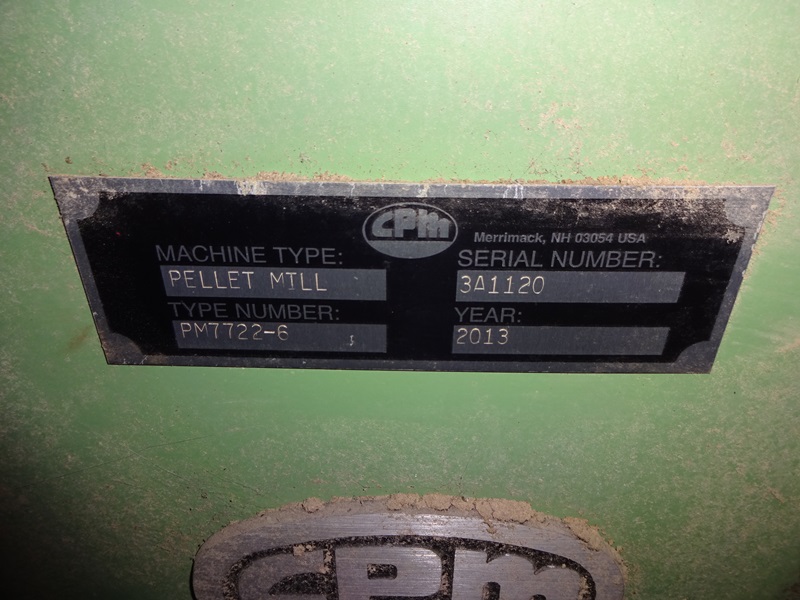 CPM
Merrimack, NH 03054 USA
MACHINE TYPE:
SERIAL NUMBER:
PELLET MILL
3A1120
TYPE NUMBER:
YEAR:
PM7722-6
2013
CPM